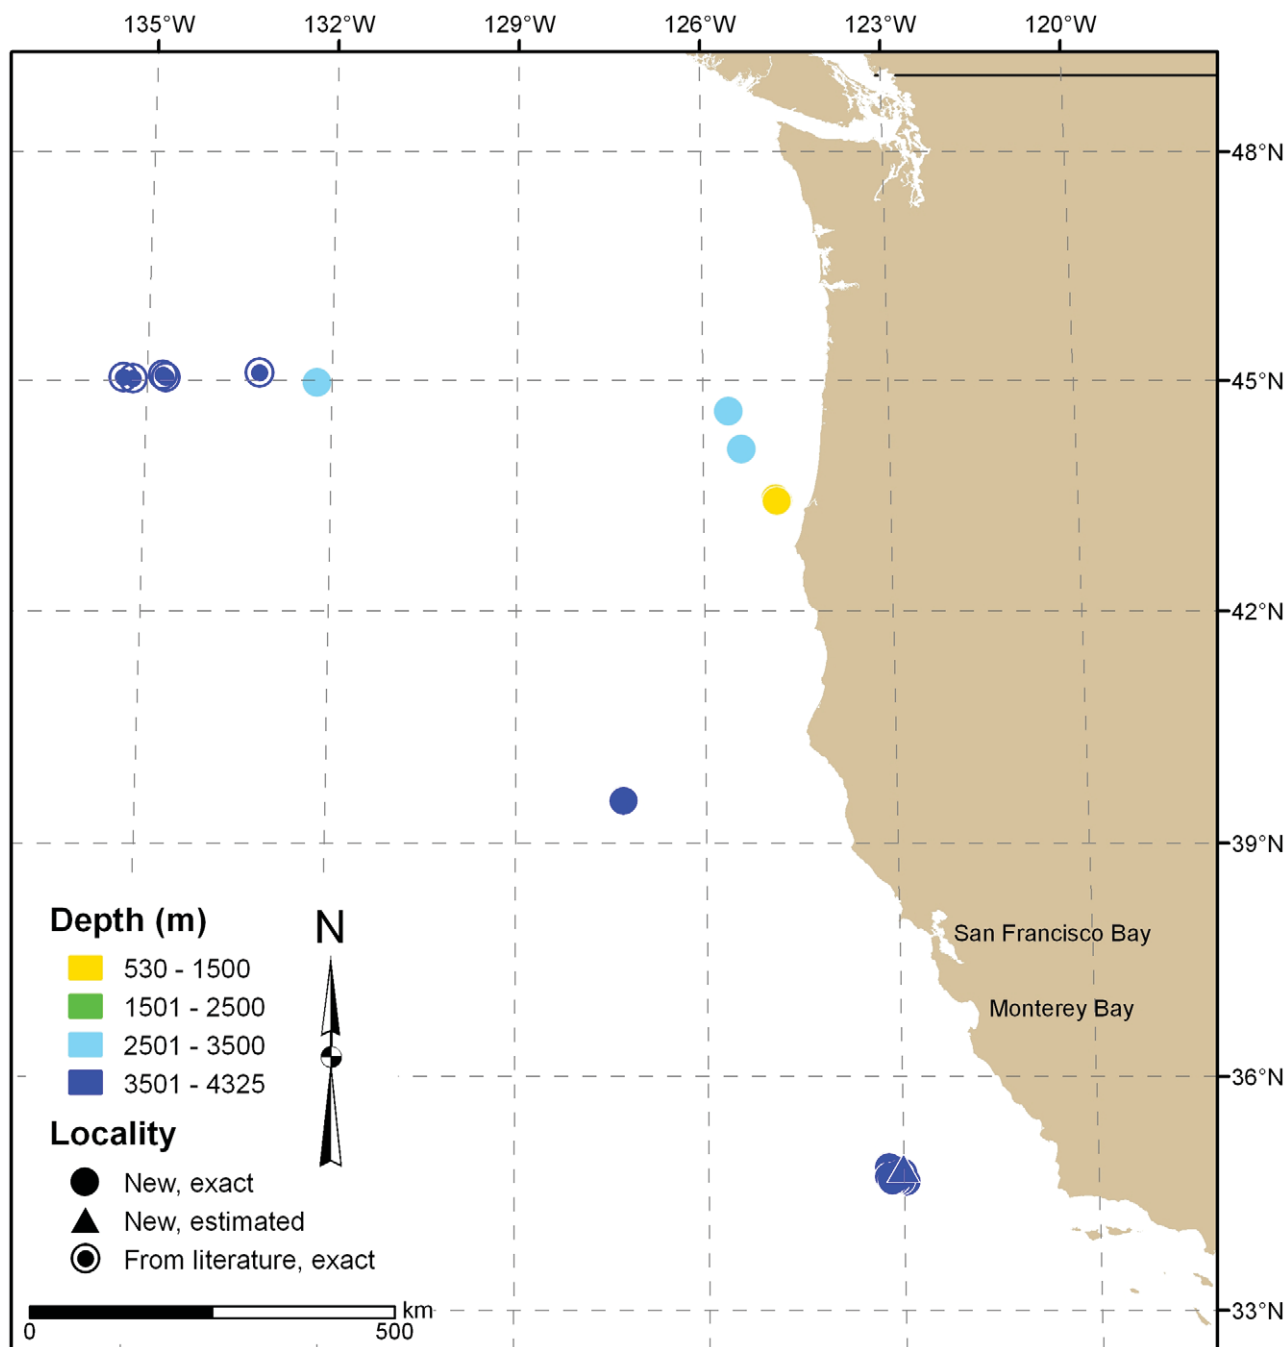 135°W 132°W 129°W 126°W 123°W 120°W
48°N
45°N
42°N
39°N
Depth (m)
N
San Francisco Bay
530 - 1500
1501 - 2500
Monterey Bay
2501 - 3500
3501 - 4325
36°N
Locality
New, exact
New, estimated
From literature, exact
km
33°N
0 500